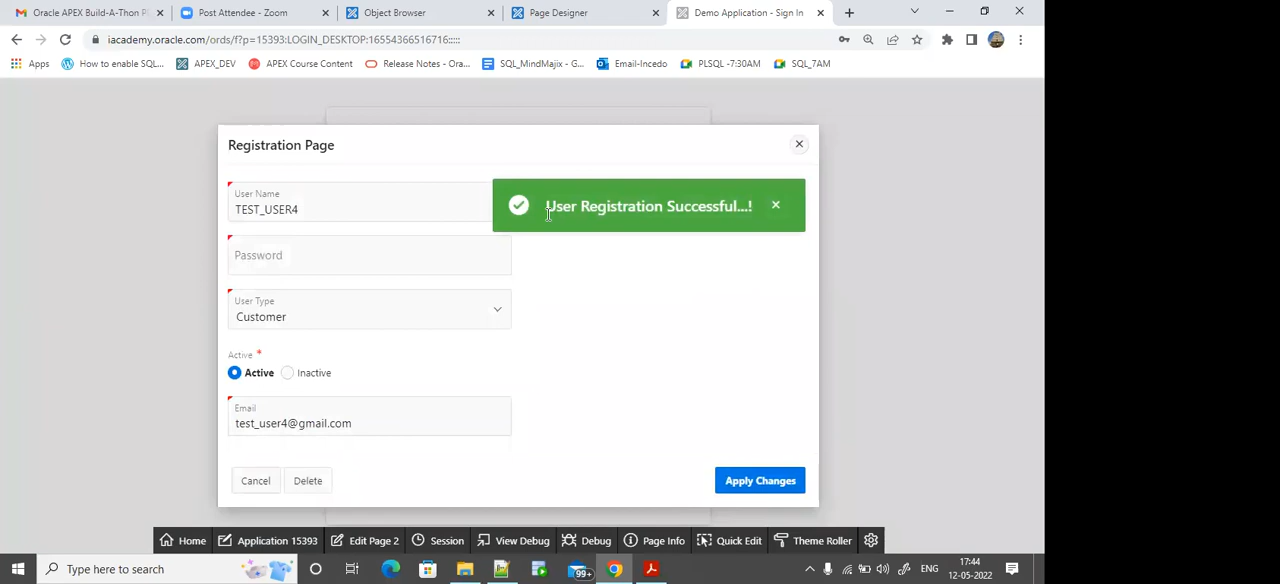 Oracle APEX Build-A-Thon P
Post Attendee - Zoom
Object Browser
Page Designer
Demo Application - Sign In
iacademy.oracle.com/ords/f?p=15393:LOGIN_DESKTOP:16554366516716:::::
Apps
How to enable SQL...
APEX_DEV
APEX Course Content
Release Notes - Ora...
SQL_MindMajix - G...
Email-Incedo
PLSQL -7:30AM
SQL_7AM
Registration Page
User Name
TEST_USER4
User Registration Successful...!
Password
User Type
Customer
Active *
Active Inactive
Email
test_user4@gmail.com
Cancel Delete Apply Changes
Home Application 15393 Edit Page 2 Session View Debug Debug Page Info Quick Edit Theme Roller
Type here to search
99+
ENG
17:44
12-05-2022